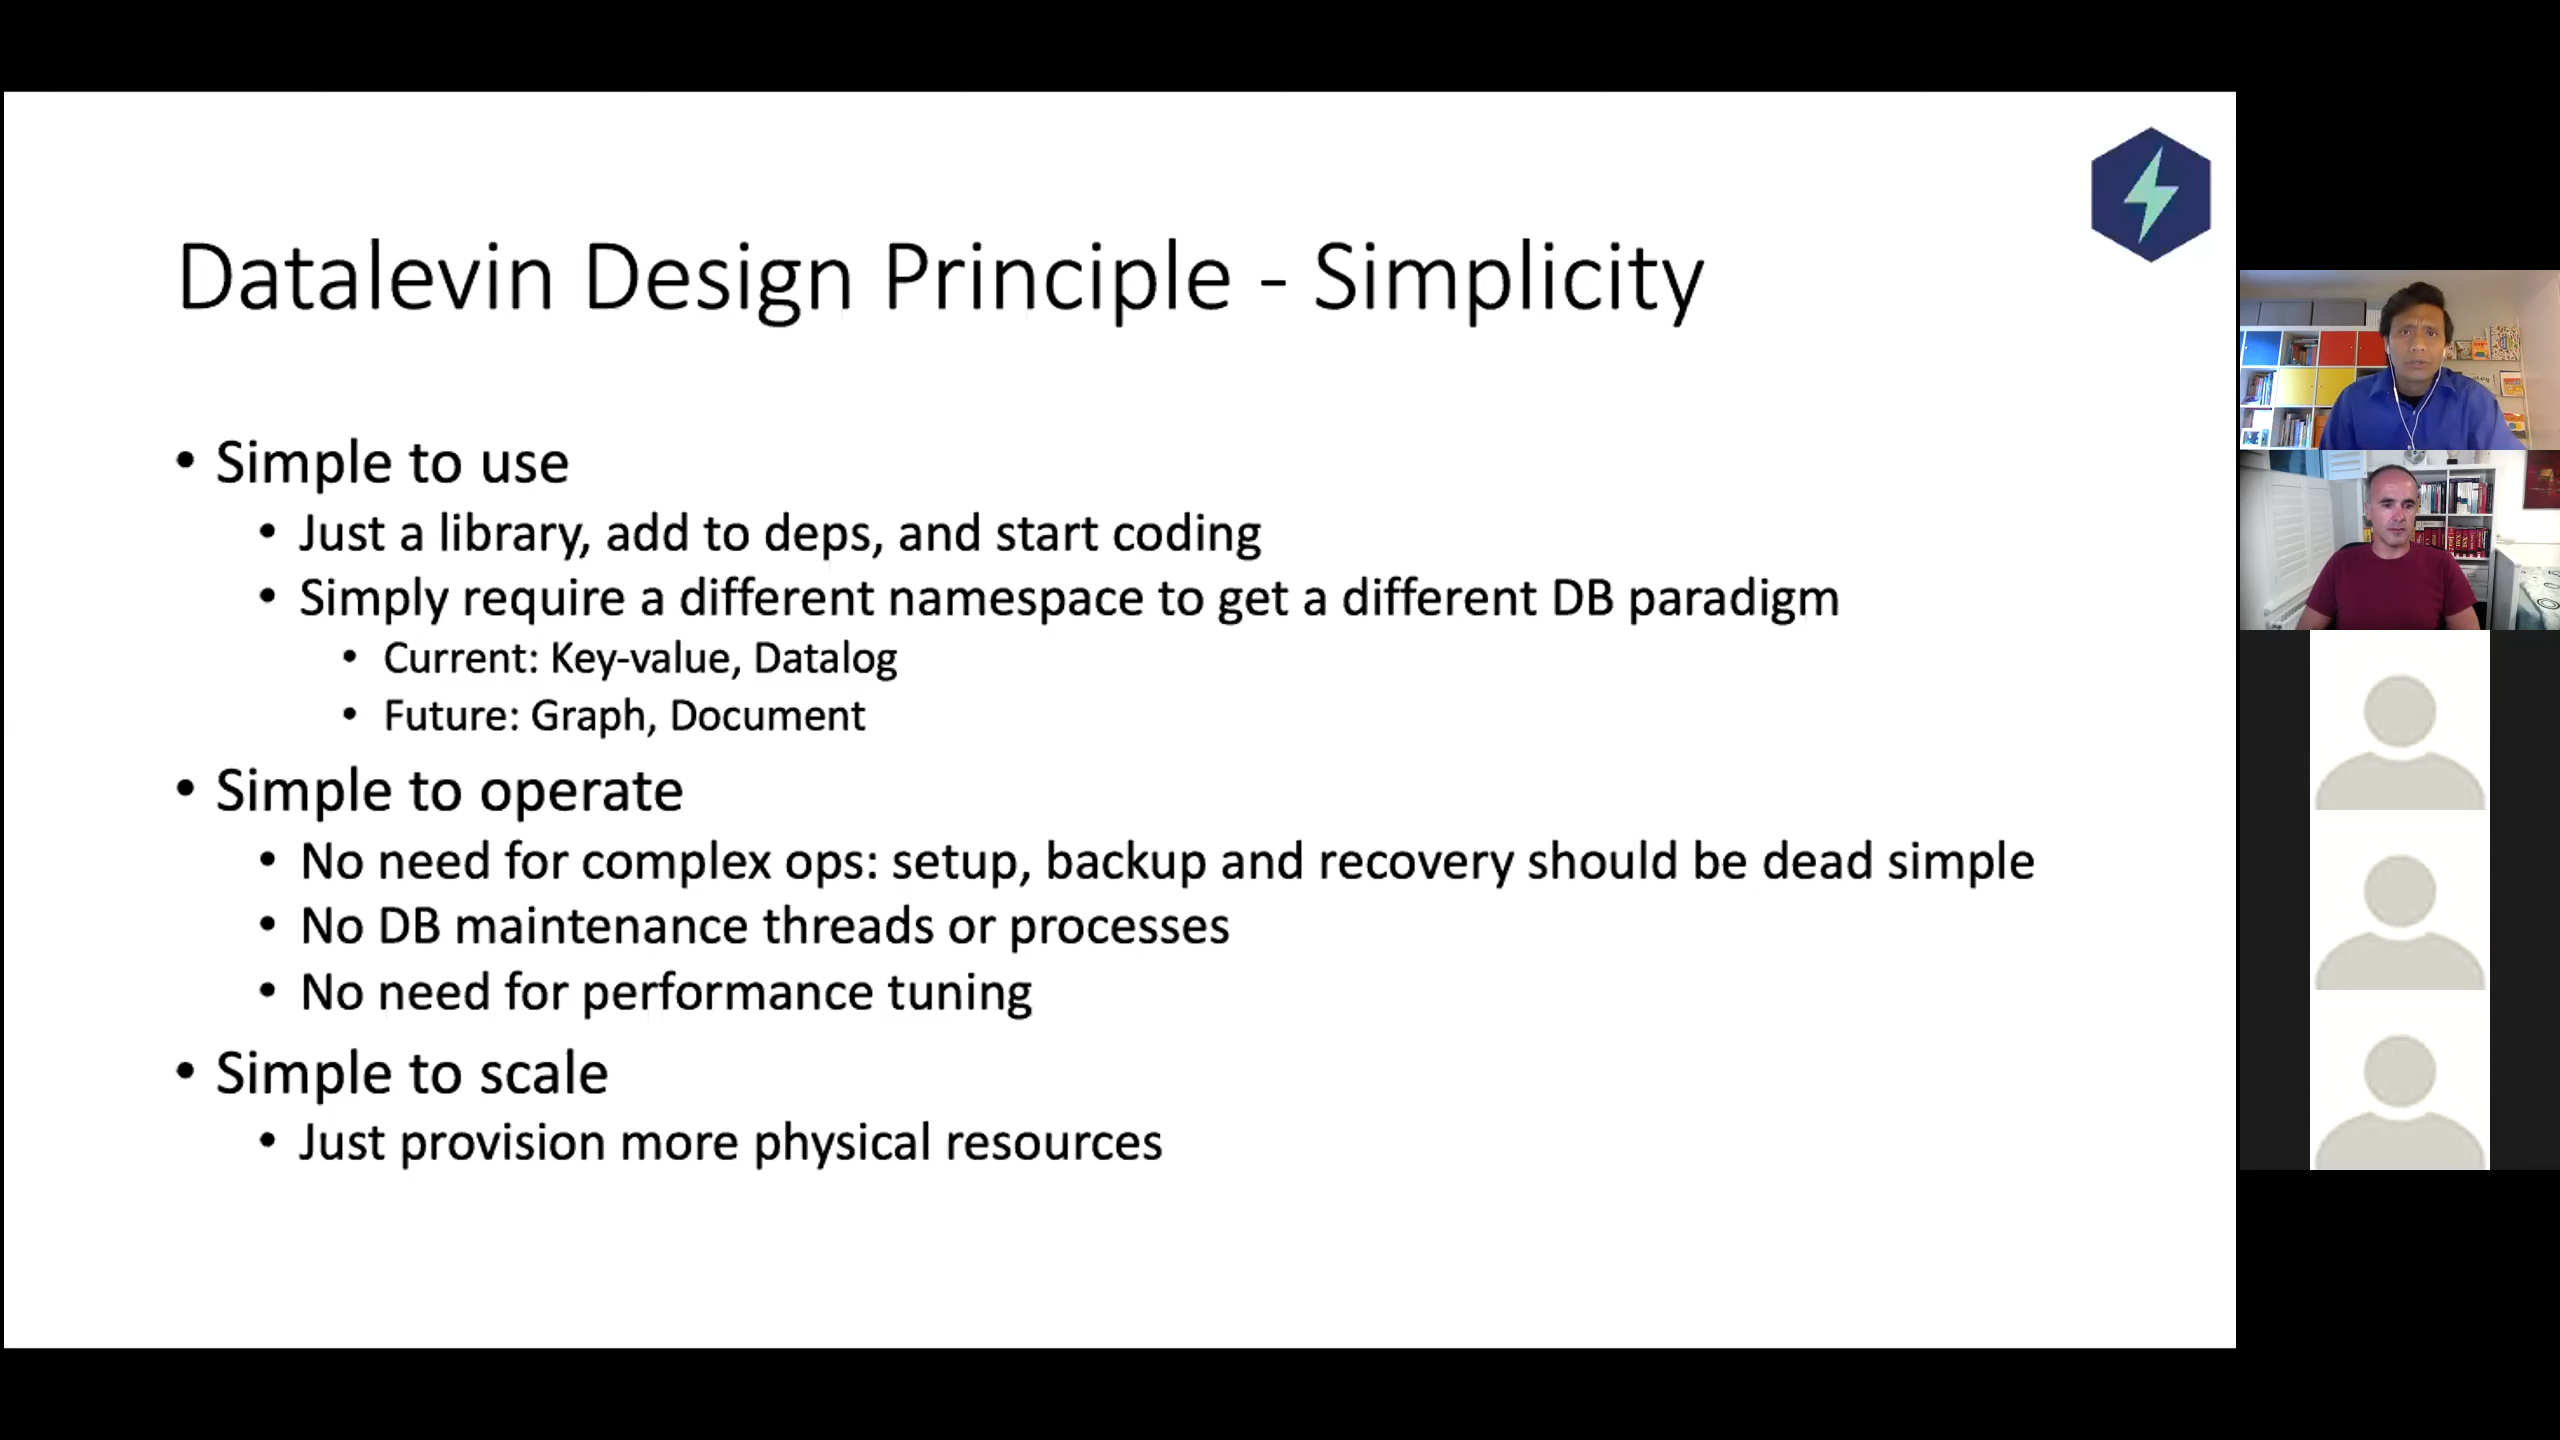 Datalevin Design Principle - Simplicity
• Simple to use
• Just a library, add to deps, and start coding
• Simply require a different namespace to get a different DB paradigm
• Current: Key-value, Datalog
• Future: Graph, Document
• Simple to operate
• No need for complex ops: setup, backup and recovery should be dead simple
• No DB maintenance threads or processes
• No need for performance tuning
• Simple to scale
• Just provision more physical resources